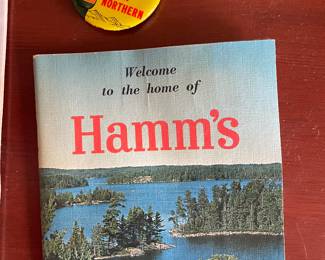 NORTHERN
Welcome
to the home of
Hamm's